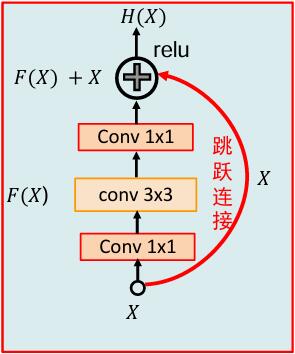 H(X)
relu
F(X) + X
Conv 1x1
跳跃连接
X
F(X)
conv 3x3
Conv 1x1
X